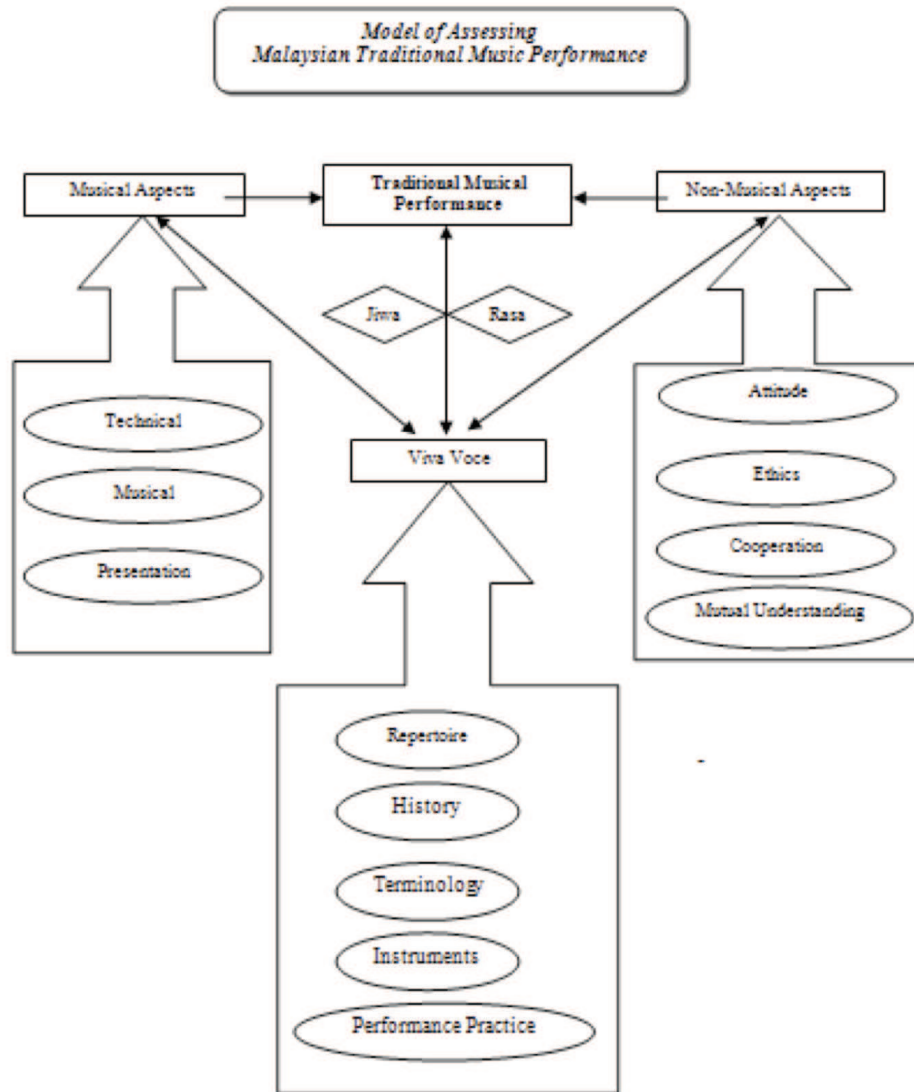 Model of Assessing
Malaysian Traditional Music Performance
Musical Aspects
Traditional Musical
Performance
Non-Musical Aspects
Jiwa
Rasa
Technical
Musical
Presentation
Viva Voce
Attitude
Ethics
Cooperation
Mutual Understanding
Repertoire
History
Terminology
Instruments
Performance Practice
-